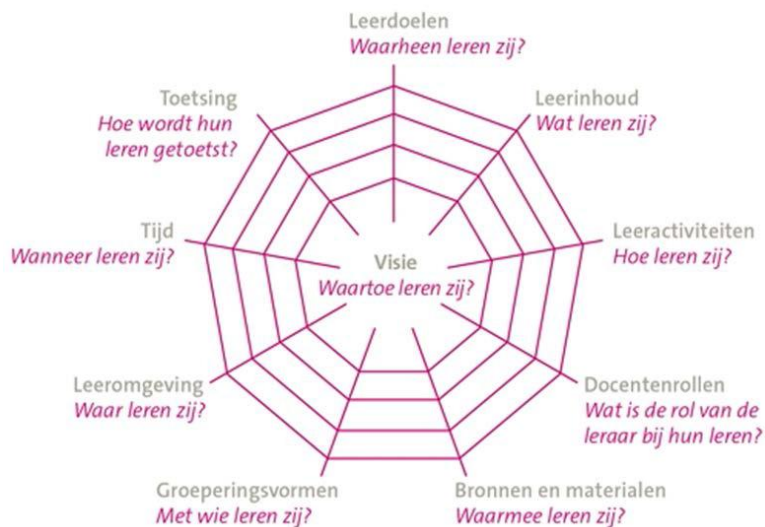 Leerdoelen
Waarheen leren zij?
Leerinhoud
Wat leren zij?
Leeractiviteiten
Hoe leren zij?
Docentenrollen
Wat is de rol van de
leraar bij hun leren?
Bronnen en materialen
Waarmee leren zij?
Groeperingsvormen
Met wie leren zij?
Leeromgeving
Waar leren zij?
Tijd
Wanneer leren zij?
Toetsing
Hoe wordt hun
leren getoetst?
Visie
Waartoe leren zij?